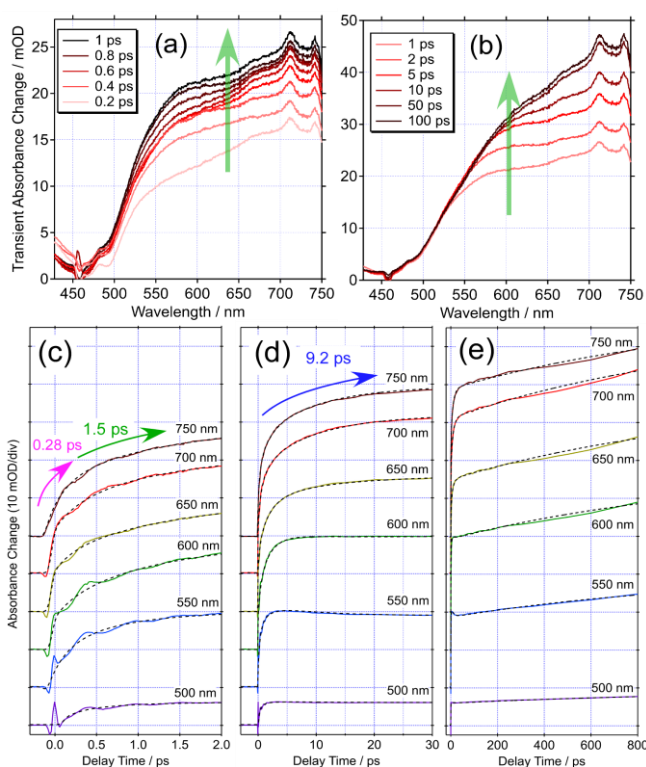 (a)
1 ps
0.8 ps
0.6 ps
0.4 ps
0.2 ps
Transient Absorbance Change / mOD
25
20
15
10
5
0
450 500 550 600 650 700 750
Wavelength / nm
(b)
1 ps
2 ps
5 ps
10 ps
50 ps
100 ps
50
40
30
20
10
0
450 500 550 600 650 700 750
Wavelength / nm
Absorbance Change (10 mOD/div)
(c)
0.28 ps
1.5 ps
750 nm
700 nm
650 nm
600 nm
550 nm
500 nm
0.0 0.5 1.0 1.5 2.0
Delay Time / ps
(d)
9.2 ps
750 nm
700 nm
650 nm
600 nm
550 nm
500 nm
0 10 20 30
Delay Time / ps
(e)
750 nm
700 nm
650 nm
600 nm
550 nm
500 nm
0 200 400 600 800
Delay Time / ps